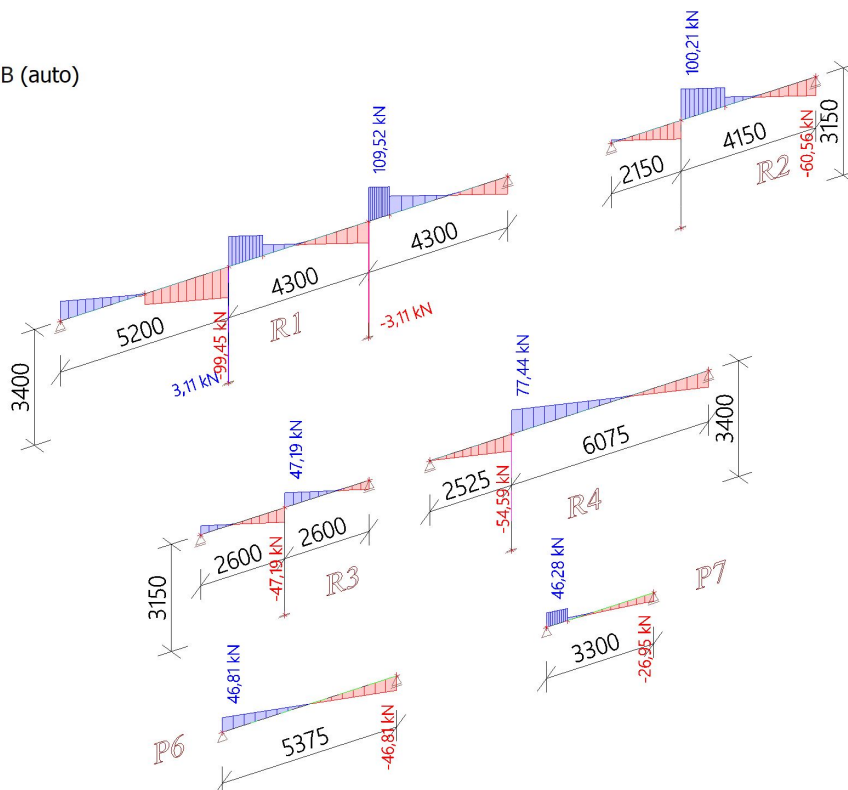 B (auto)
100,21 kN
3150
2150
4150
R2
-60,56 kN
109,52 kN
4300
4300
5200
R1
-99,45 kN
3,11 kN
-3,11 kN
3400
77,44 kN
6075
2525
-54,59 kN
R4
3400
47,19 kN
2600
2600
-47,19 kN
R3
3150
46,28 kN
3300
-26,95 kN
P7
46,81 kN
5375
-46,81 kN
P6